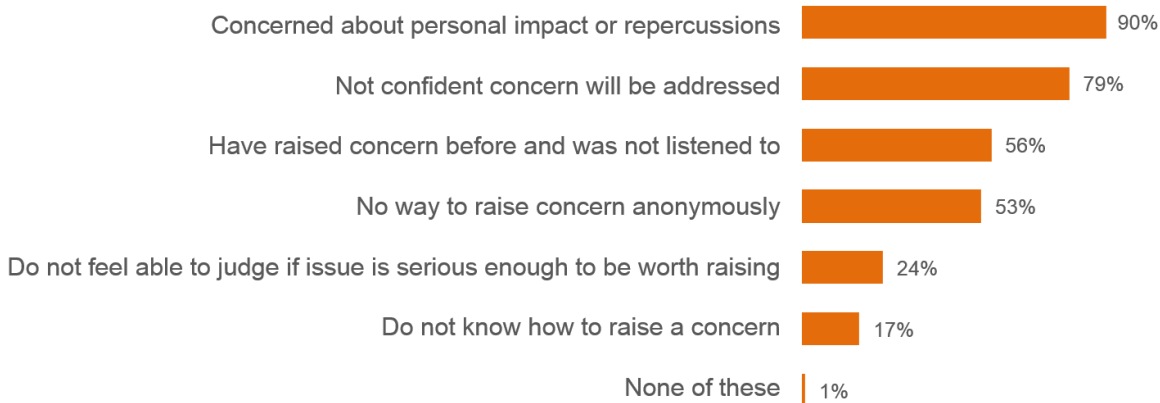 Concerned about personal impact or repercussions 90%
Not confident concern will be addressed 79%
Have raised concern before and was not listened to 56%
No way to raise concern anonymously 53%
Do not feel able to judge if issue is serious enough to be worth raising 24%
Do not know how to raise a concern 17%
None of these 1%